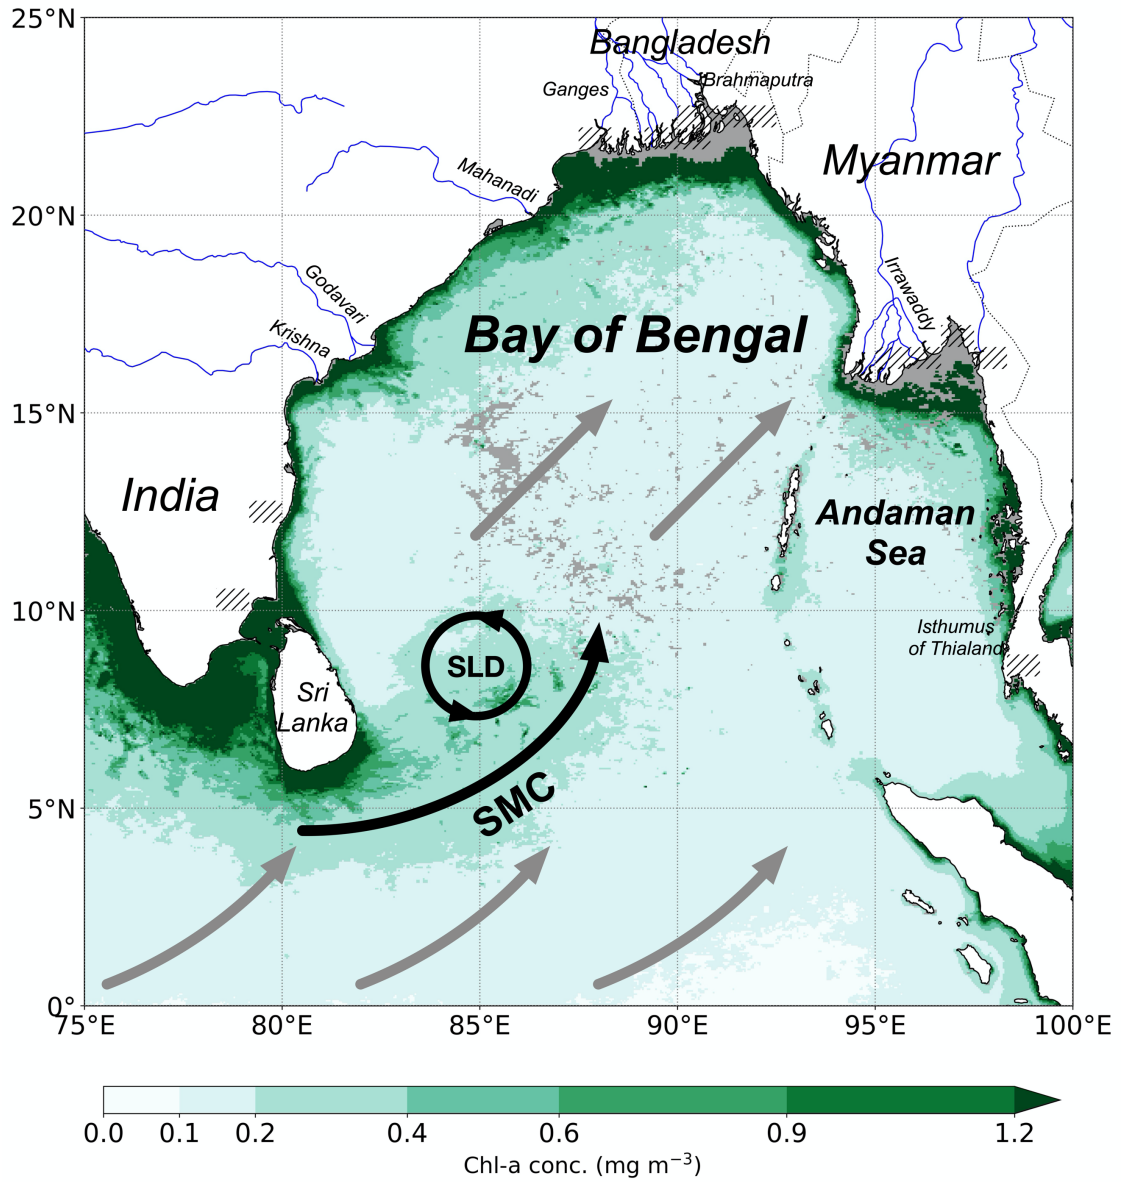 25°N
Bangladesh
Ganges
Brahmaputra
Myanmar
Mahanadi
20°N
Irrawaddy
Godavari
Krishna
Bay of Bengal
15°N
India
Andaman
Sea
10°N
Isthumus
of Thialand
SLD
Sri
Lanka
SMC
5°N
0°
75°E
80°E
85°E
90°E
95°E
100°E
0.0
0.1
0.2
0.4
0.6
0.9
1.2
Chl-a conc. (mg m⁻³)